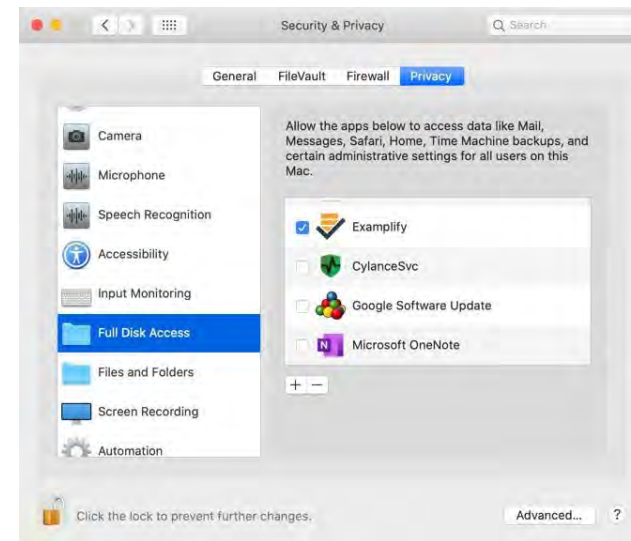 Security & Privacy
Search
General FileVault Firewall Privacy
Camera
Microphone
Speech Recognition
Accessibility
Input Monitoring
Full Disk Access
Files and Folders
Screen Recording
Automation
Allow the apps below to access data like Mail,
Messages, Safari, Home, Time Machine backups, and
certain administrative settings for all users on this
Mac.
Examplify
CylanceSvc
Google Software Update
N
Microsoft OneNote
+ −
Click the lock to prevent further changes.
Advanced... ?